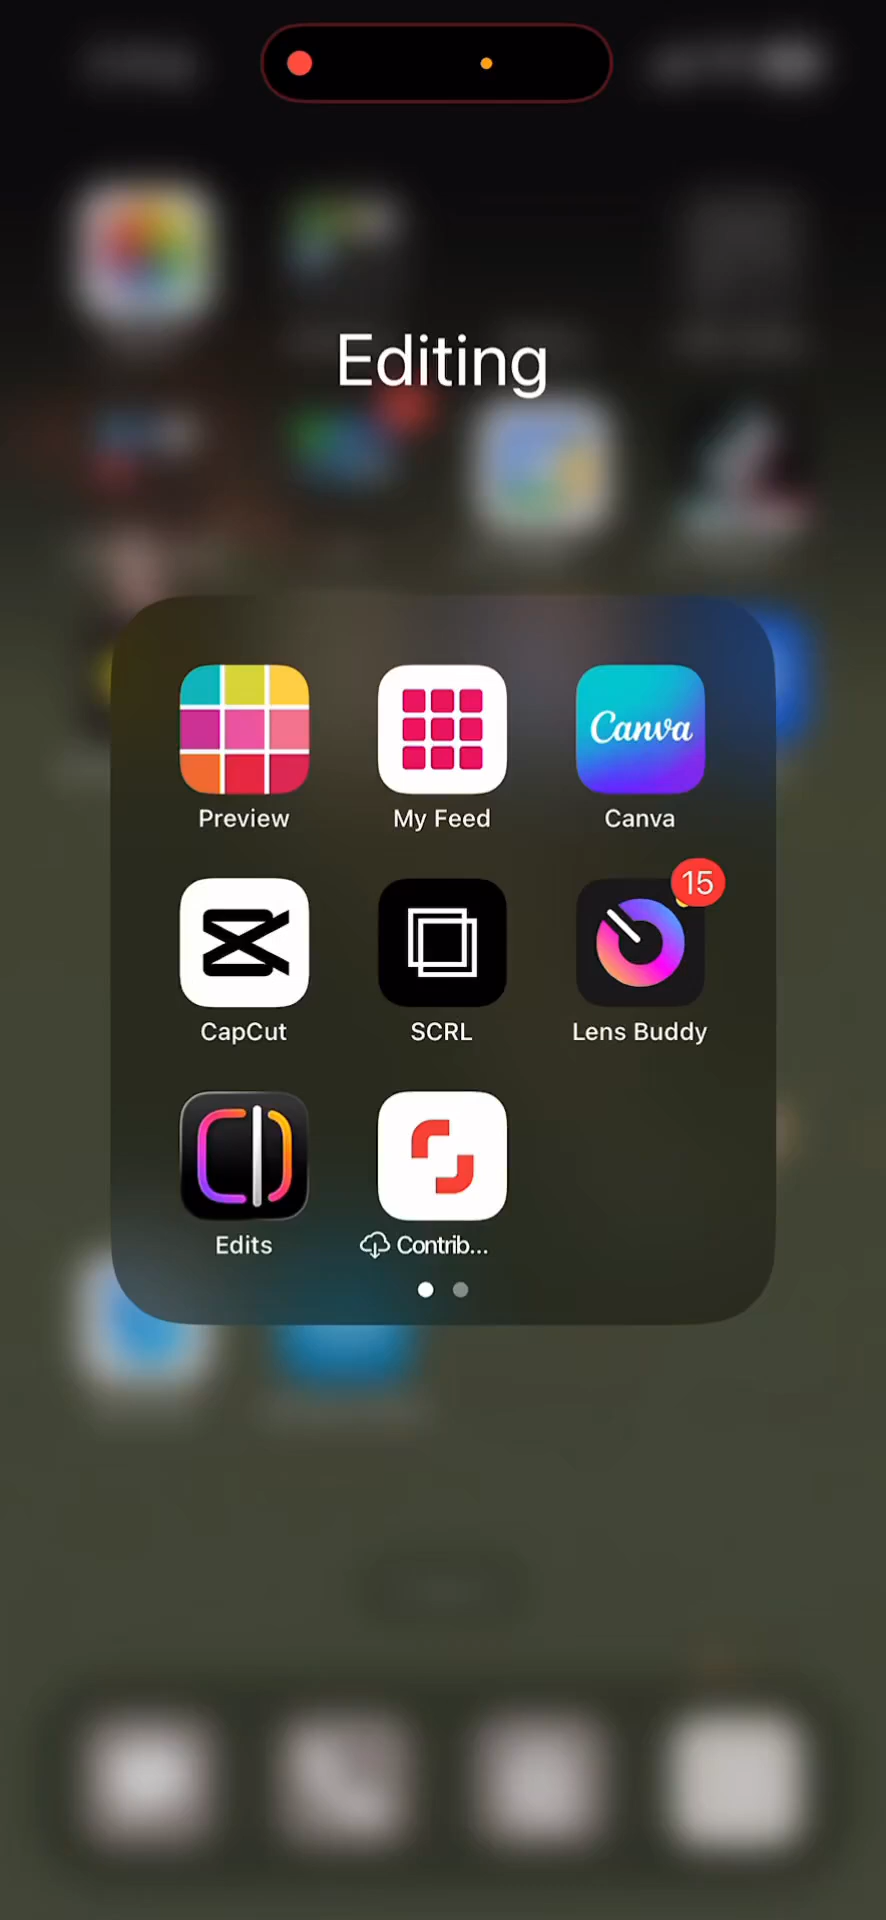 Editing
Preview
My Feed
Canva
Canva
15
CapCut
SCRL
Lens Buddy
Edits
Contrib...